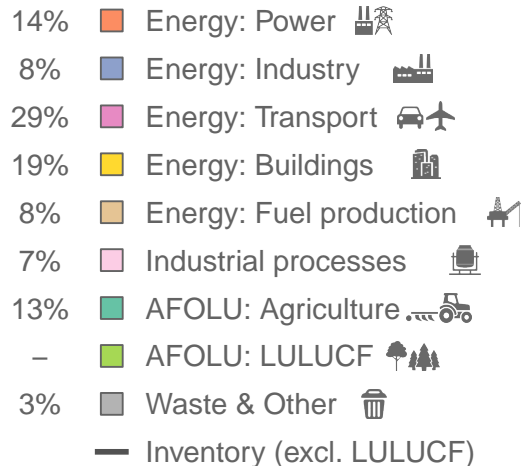 14% Energy: Power
8% Energy: Industry
29% Energy: Transport
19% Energy: Buildings
8% Energy: Fuel production
7% Industrial processes
13% AFOLU: Agriculture
– AFOLU: LULUCF
3% Waste & Other
Inventory (excl. LULUCF)